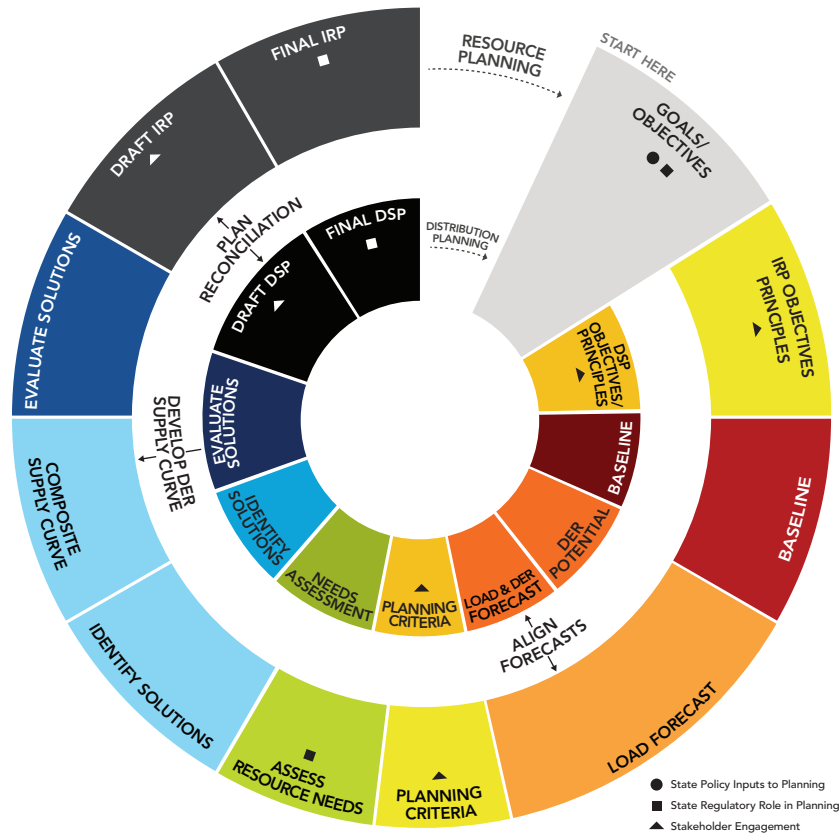 START HERE
GOALS/
OBJECTIVES
RESOURCE
PLANNING
IRP OBJECTIVES
PRINCIPLES
BASELINE
LOAD FORECAST
PLANNING
CRITERIA
ASSESS
RESOURCE NEEDS
IDENTIFY SOLUTIONS
COMPOSITE
SUPPLY CURVE
EVALUATE SOLUTIONS
DRAFT IRP
FINAL IRP
DISTRIBUTION
PLANNING
DSP
OBJECTIVES/
PRINCIPLES
BASELINE
DER
POTENTIAL
LOAD & DER
FORECAST
PLANNING
CRITERIA
NEEDS
ASSESSMENT
IDENTIFY
SOLUTIONS
EVALUATE
SOLUTIONS
DRAFT DSP
FINAL DSP
PLAN
RECONCILIATION
DEVELOP DER
SUPPLY CURVE
ALIGN
FORECASTS
State Policy Inputs to Planning
State Regulatory Role in Planning
Stakeholder Engagement